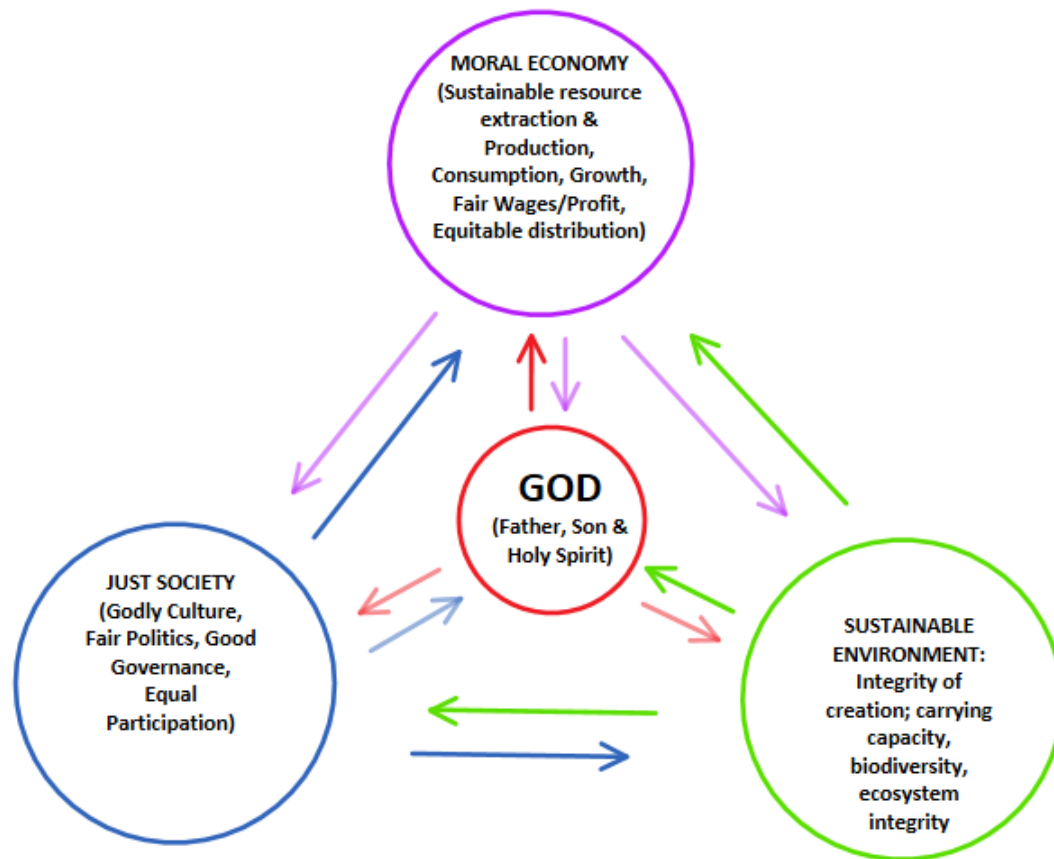 MORAL ECONOMY
(Sustainable resource
extraction &
Production,
Consumption, Growth,
Fair Wages/Profit,
Equitable distribution)
GOD
(Father, Son &
Holy Spirit)
JUST SOCIETY
(Godly Culture,
Fair Politics, Good
Governance,
Equal
Participation)
SUSTAINABLE
ENVIRONMENT:
Integrity of
creation; carrying
capacity,
biodiversity,
ecosystem
integrity